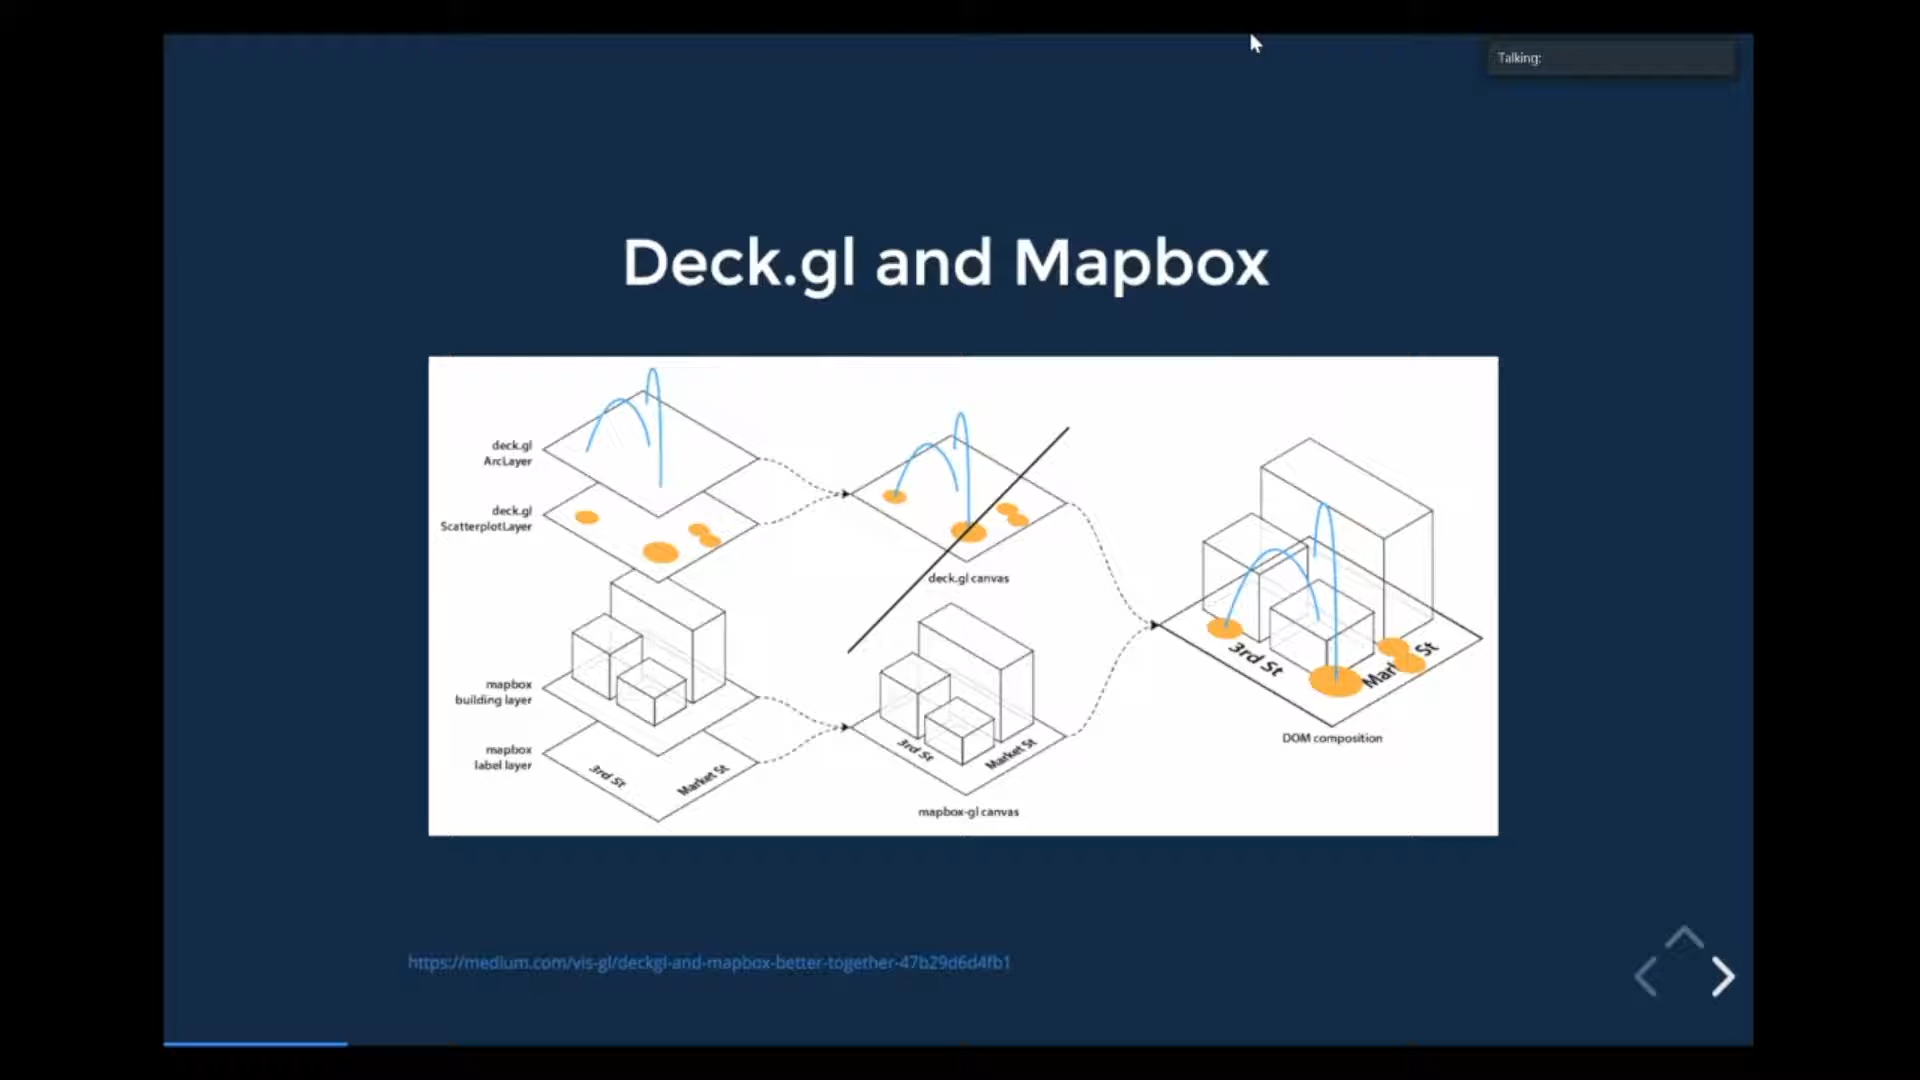 Talking:
Deck.gl and Mapbox
deck.gl
ArcLayer
deck.gl
ScatterplotLayer
deck.gl canvas
mapbox
building layer
mapbox
label layer
3rd St
Market St
3rd St
Market St
mapbox-gl canvas
3rd St
Mar St
DOM composition
https://medium.com/vis-gl/deckgl-and-mapbox-better-together-47b29d6d4fb1